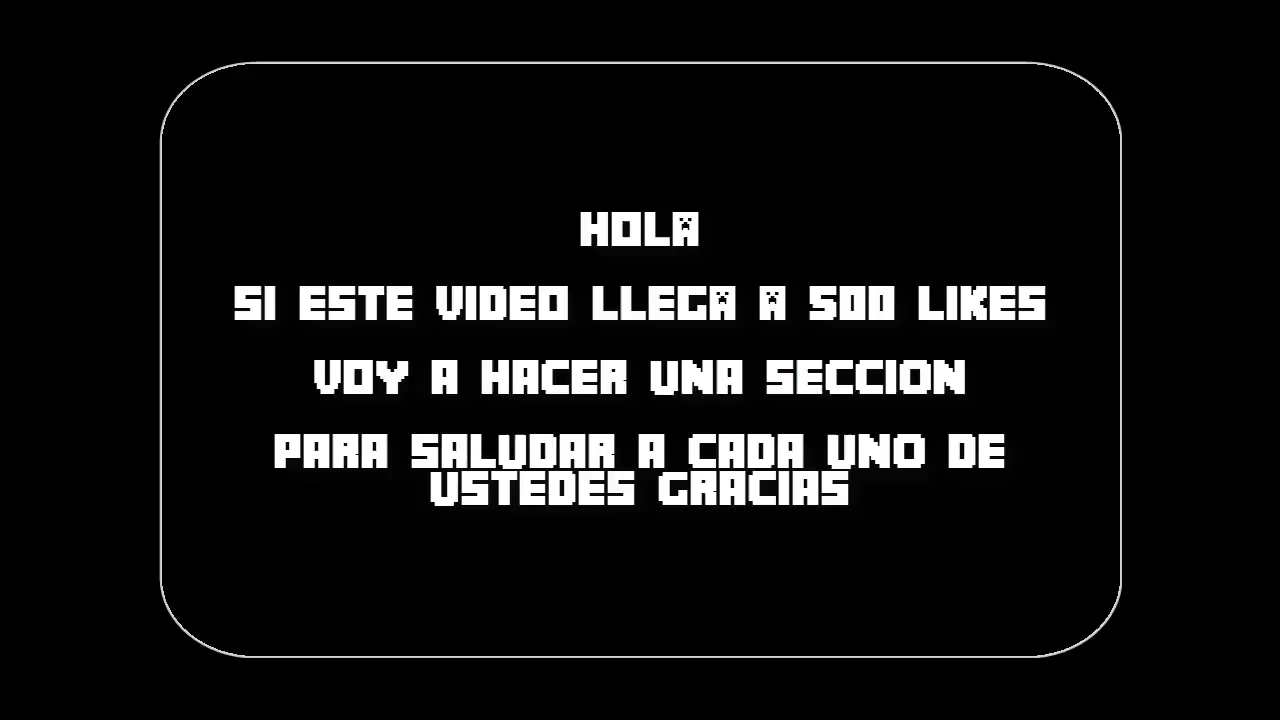 HOLA
SI ESTE VIDEO LLEGA A 500 LIKES
VOY A HACER UNA SECCION
PARA SALUDAR A CADA UNO DE
USTEDES GRACIAS